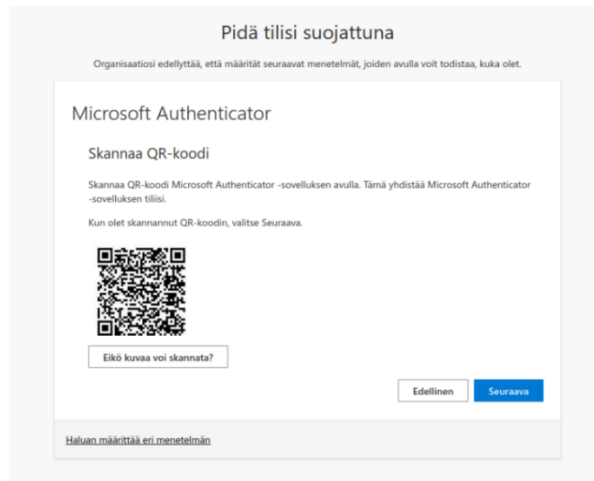 Pidä tilisi suojattuna
Organisaatiosi edellyttää, että määrität seuraavat menetelmät, joiden avulla voit todistaa, kuka olet.
Microsoft Authenticator
Skannaa QR-koodi
Skannaa QR-koodi Microsoft Authenticator -sovelluksen avulla. Tämä yhdistää Microsoft Authenticator
-sovelluksen tiliisi.
Kun olet skannannut QR-koodin, valitse Seuraava.
Eikö kuvaa voi skannata?
Edellinen
Seuraava
Haluan määrittää eri menetelmän